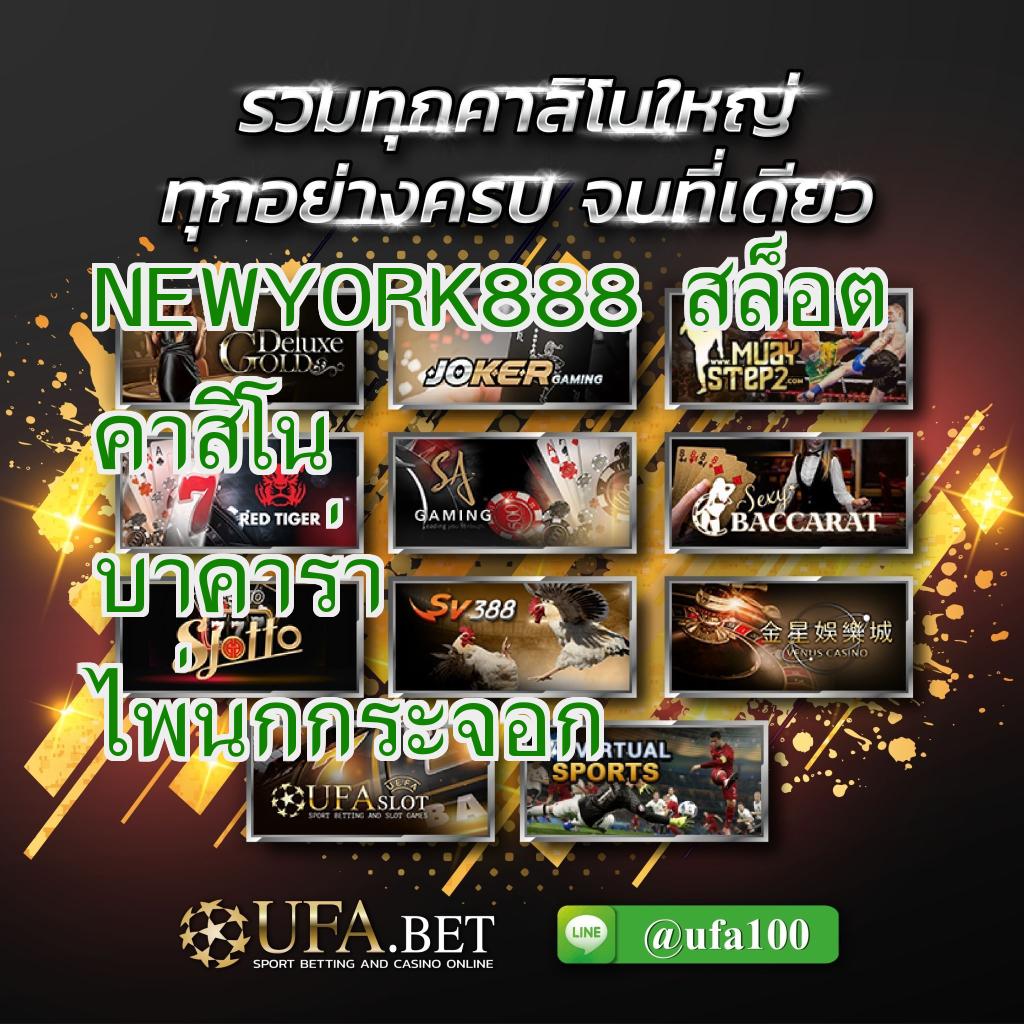 รวมทุกคาสิโนใหญ่
ทุกอย่างครบ จบที่เดียว
NEWYORK888 สล็อต
Deluxe
GOLD
JOKER GAMING
WWW.MUAY
STEP2.COM
คาสิโน
RED TIGER
SA
GAMING
Sexy
BACCARAT
บาคาร่า
Slotto
SV388
金星娛樂城
VENUS CASINO
ไพ่นกกระจอก
UFA SLOT
SPORT BETTING AND SLOT GAMES
VIRTUAL
SPORTS
UFA.BET
SPORT BETTING AND CASINO ONLINE
LINE
@ufa100